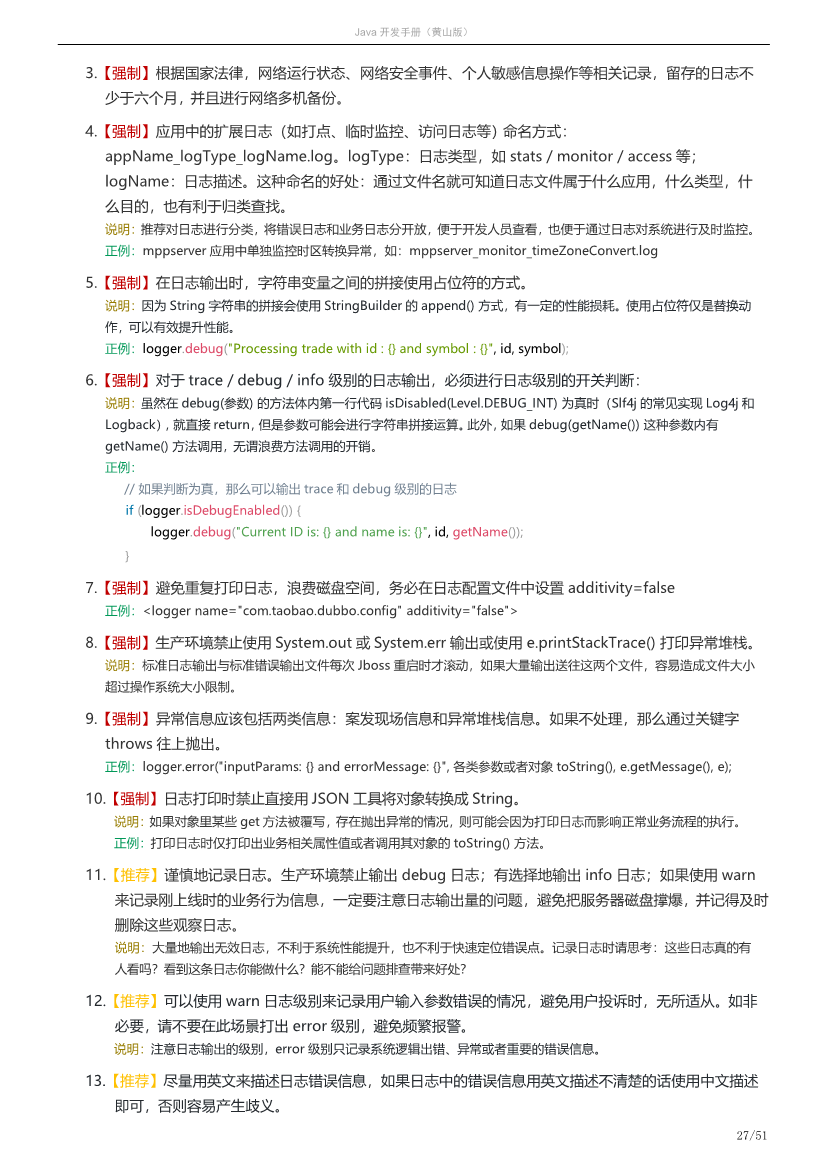 Java 开发手册（黄山版）
3.【强制】根据国家法律，网络运行状态、网络安全事件、个人敏感信息操作等相关记录，留存的日志不
少于六个月，并且进行网络多机备份。
4.【强制】应用中的扩展日志（如打点、临时监控、访问日志等）命名方式：
appName_logType_logName.log。logType：日志类型，如 stats / monitor / access 等；
logName：日志描述。这种命名的好处：通过文件名就可知道日志文件属于什么应用，什么类型，什
么目的，也有利于归类查找。
说明：推荐对日志进行分类，将错误日志和业务日志分开放，便于开发人员查看，也便于通过日志对系统进行及时监控。
正例：mppserver 应用中单独监控时区转换异常，如：mppserver_monitor_timeZoneConvert.log
5.【强制】在日志输出时，字符串变量之间的拼接使用占位符的方式。
说明：因为 String 字符串的拼接会使用 StringBuilder 的 append() 方式，有一定的性能损耗。使用占位符仅是替换动
作，可以有效提升性能。
正例：logger.debug("Processing trade with id : {} and symbol : {}", id, symbol);
6.【强制】对于 trace / debug / info 级别的日志输出，必须进行日志级别的开关判断：
说明：虽然在 debug(参数) 的方法体内第一行代码 isDisabled(Level.DEBUG_INT) 为真时（Slf4j 的常见实现 Log4j 和
Logback），就直接 return，但是参数可能会进行字符串拼接运算。此外，如果 debug(getName()) 这种参数内有
getName() 方法调用，无谓浪费方法调用的开销。
正例：
// 如果判断为真，那么可以输出 trace 和 debug 级别的日志
if (logger.isDebugEnabled()) {
logger.debug("Current ID is: {} and name is: {}", id, getName());
}
7.【强制】避免重复打印日志，浪费磁盘空间，务必在日志配置文件中设置 additivity=false
正例：<logger name="com.taobao.dubbo.config" additivity="false">
8.【强制】生产环境禁止使用 System.out 或 System.err 输出或使用 e.printStackTrace() 打印异常堆栈。
说明：标准日志输出与标准错误输出文件每次 Jboss 重启时才滚动，如果大量输出送往这两个文件，容易造成文件大小
超过操作系统大小限制。
9.【强制】异常信息应该包括两类信息：案发现场信息和异常堆栈信息。如果不处理，那么通过关键字
throws 往上抛出。
正例：logger.error("inputParams: {} and errorMessage: {}", 各类参数或者对象 toString(), e.getMessage(), e);
10.【强制】日志打印时禁止直接用 JSON 工具将对象转换成 String。
说明：如果对象里某些 get 方法被覆写，存在抛出异常的情况，则可能会因为打印日志而影响正常业务流程的执行。
正例：打印日志时仅打印出业务相关属性值或者调用其对象的 toString() 方法。
11.【推荐】谨慎地记录日志。生产环境禁止输出 debug 日志；有选择地输出 info 日志；如果使用 warn
来记录刚上线时的业务行为信息，一定要注意日志输出量的问题，避免把服务器磁盘撑爆，并记得及时
删除这些观察日志。
说明：大量地输出无效日志，不利于系统性能提升，也不利于快速定位错误点。记录日志时请思考：这些日志真的有
人看吗？看到这条日志你能做什么？能不能给问题排查带来好处？
12.【推荐】可以使用 warn 日志级别来记录用户输入参数错误的情况，避免用户投诉时，无所适从。如非
必要，请不要在此场景打出 error 级别，避免频繁报警。
说明：注意日志输出的级别，error 级别只记录系统逻辑出错、异常或者重要的错误信息。
13.【推荐】尽量用英文来描述日志错误信息，如果日志中的错误信息用英文描述不清楚的话使用中文描述
即可，否则容易产生歧义。
27/51